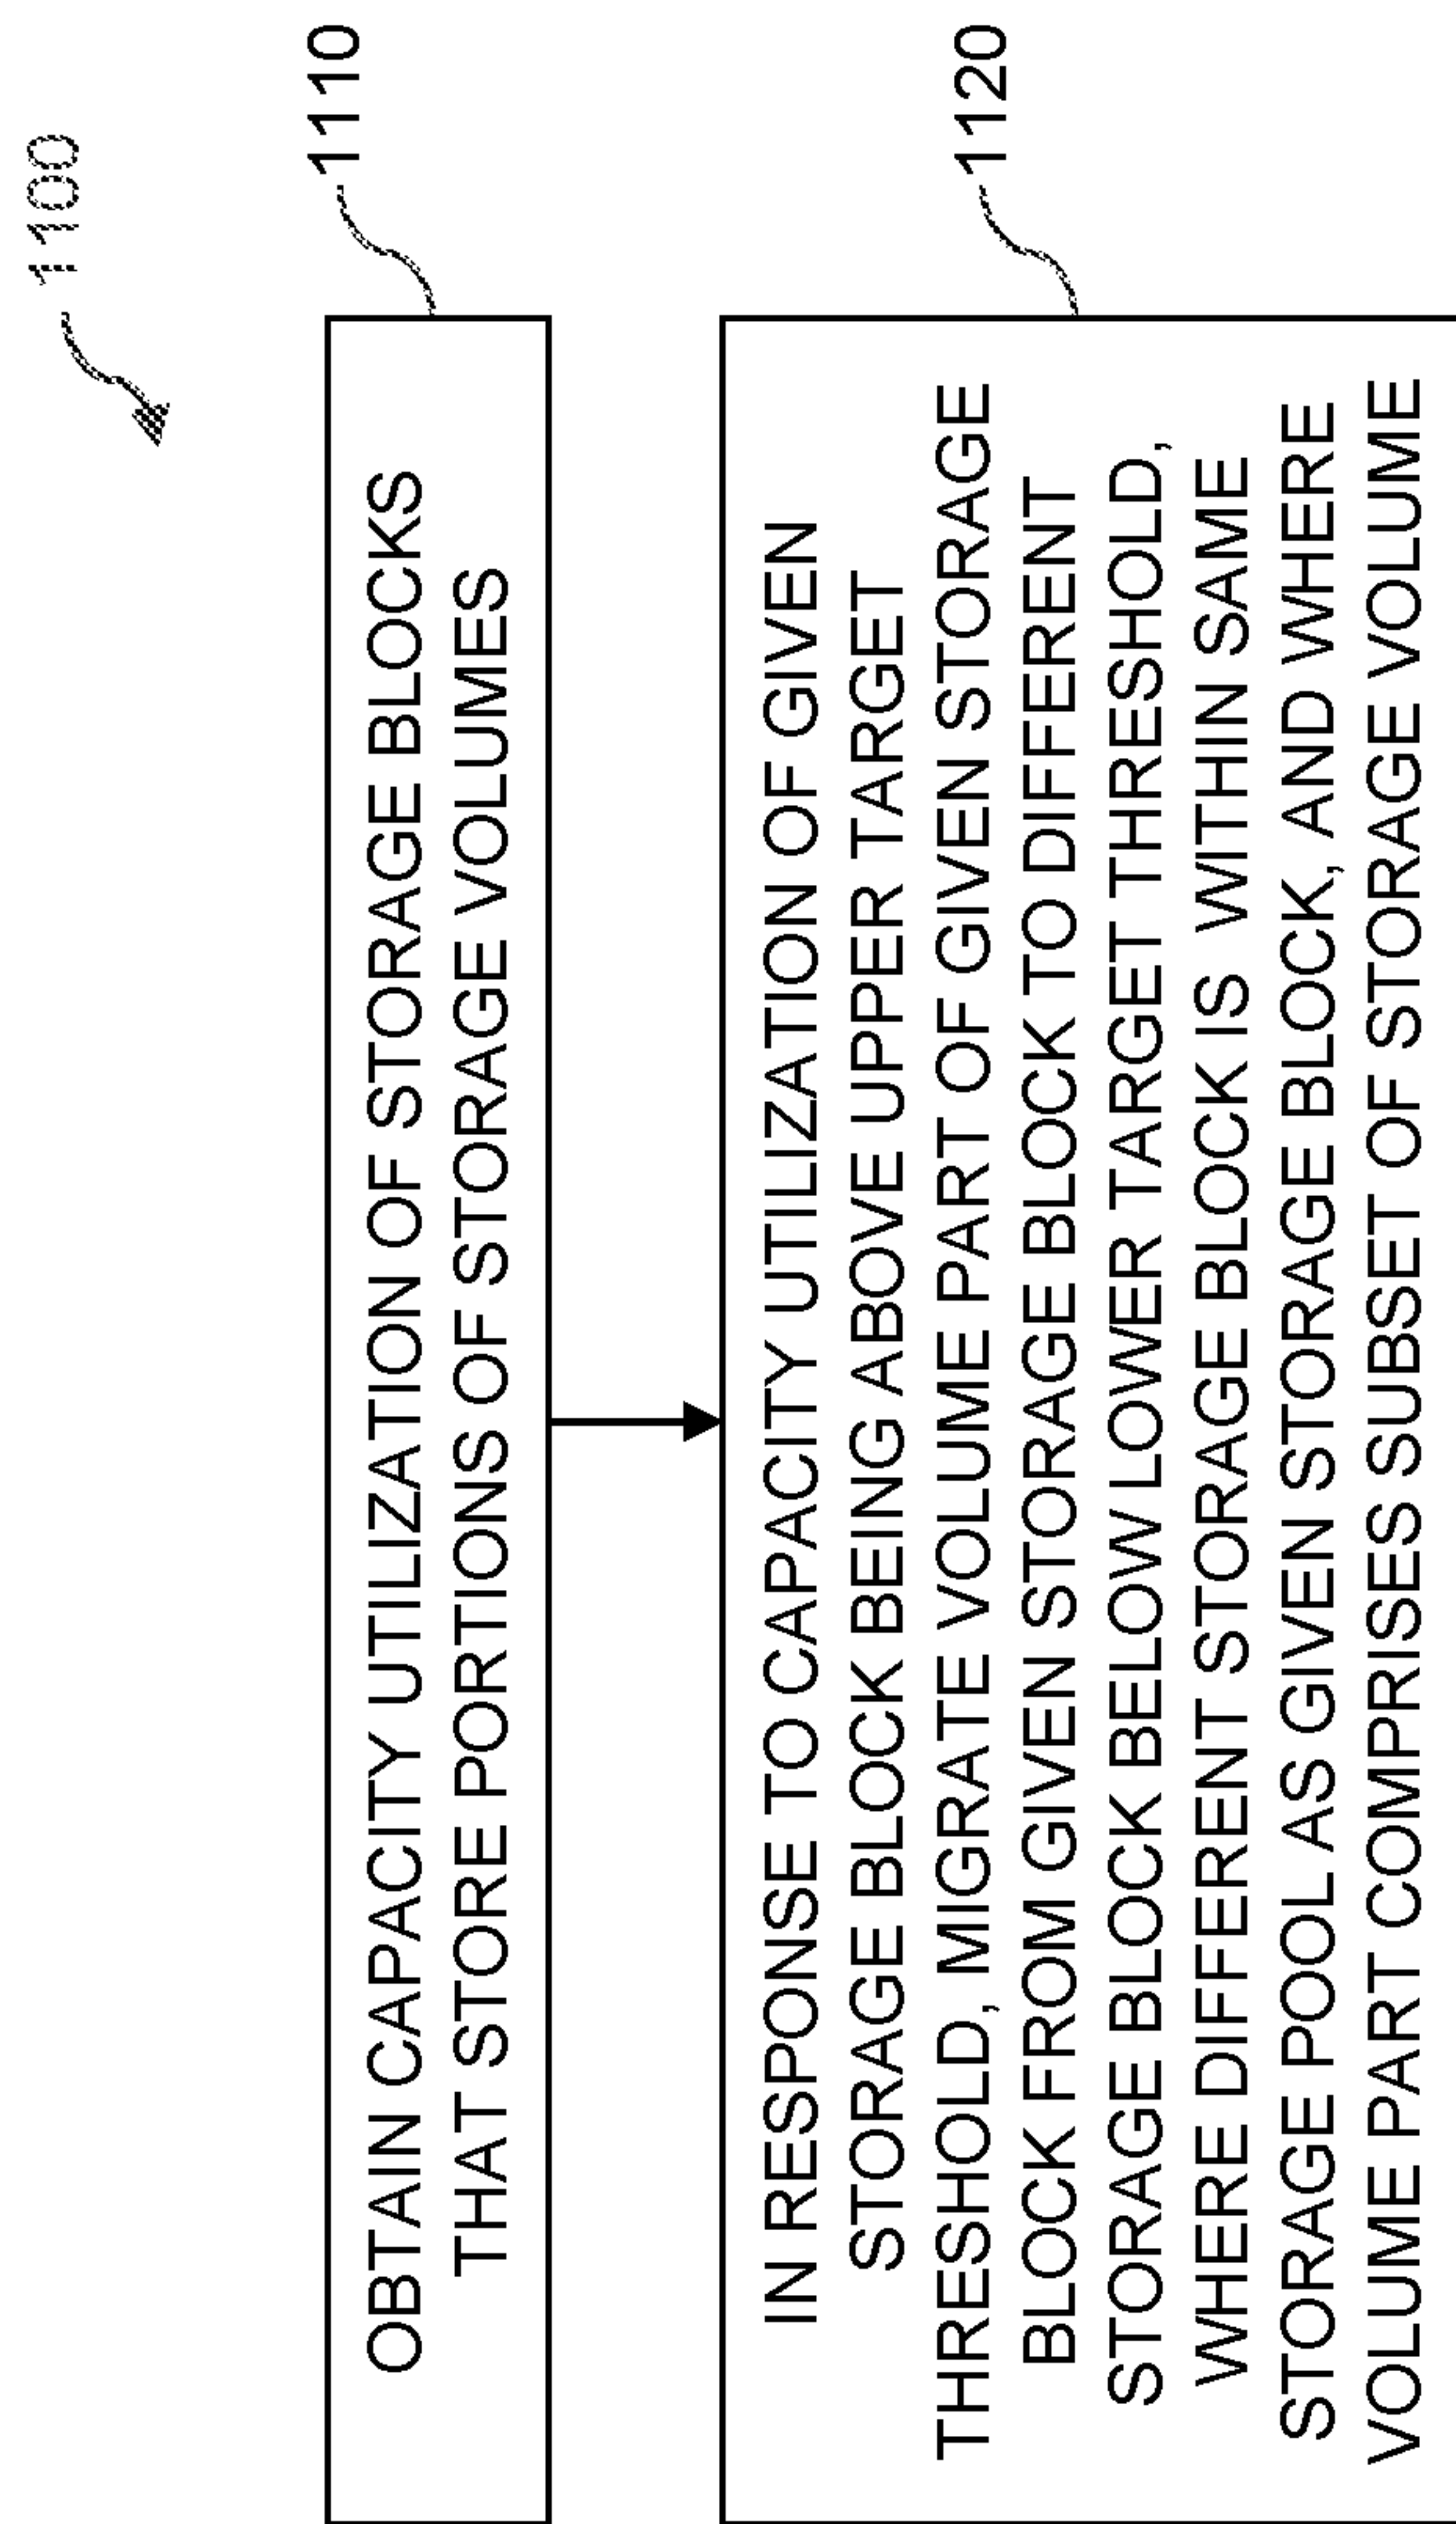 1100
OBTAIN CAPACITY UTILIZATION OF STORAGE BLOCKS
THAT STORE PORTIONS OF STORAGE VOLUMES
1110
IN RESPONSE TO CAPACITY UTILIZATION OF GIVEN
STORAGE BLOCK BEING ABOVE UPPER TARGET
THRESHOLD, MIGRATE VOLUME PART OF GIVEN STORAGE
BLOCK FROM GIVEN STORAGE BLOCK TO DIFFERENT
STORAGE BLOCK BELOW LOWER TARGET THRESHOLD,
WHERE DIFFERENT STORAGE BLOCK IS WITHIN SAME
STORAGE POOL AS GIVEN STORAGE BLOCK, AND WHERE
VOLUME PART COMPRISES SUBSET OF STORAGE VOLUME
1120